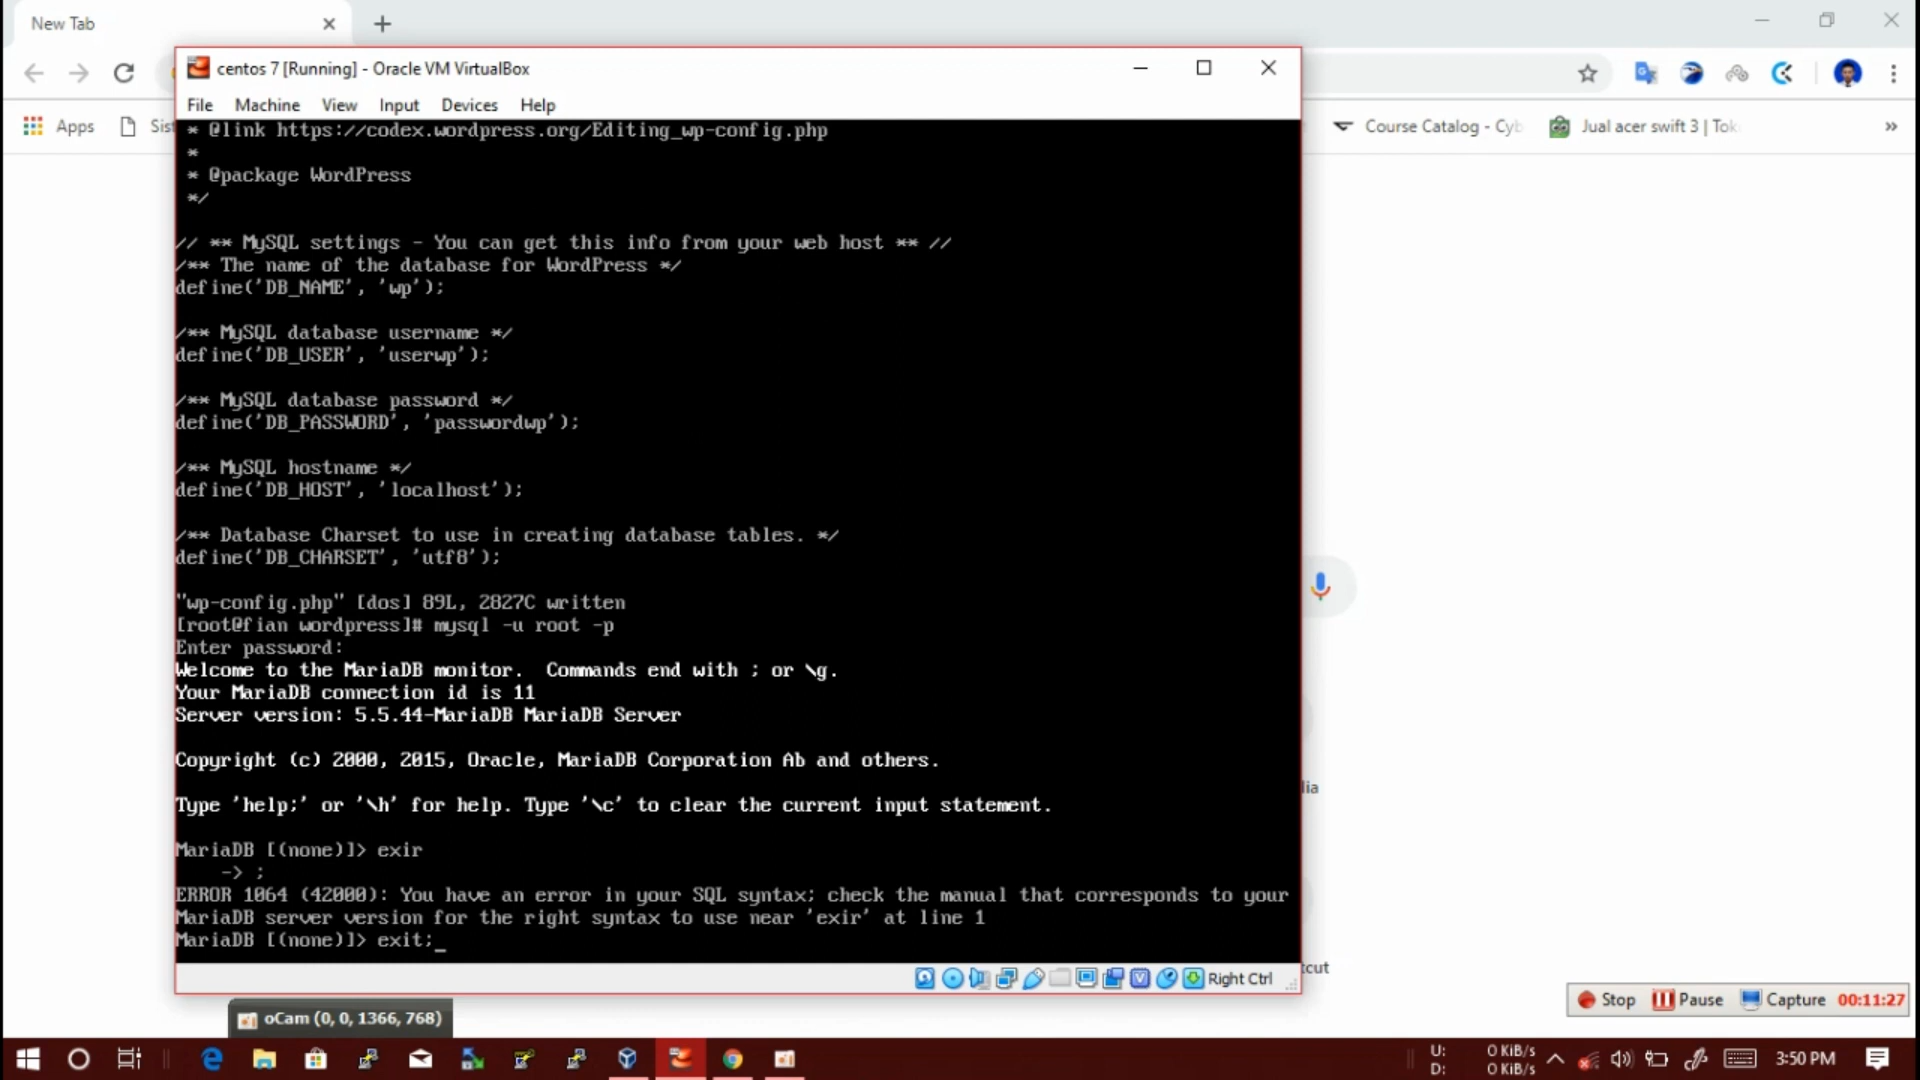 New Tab
centos 7 [Running] - Oracle VM VirtualBox
File Machine View Input Devices Help
Apps
Sist
Course Catalog - Cyb
Jual acer swift 3 | Tok
* @link https://codex.wordpress.org/Editing_wp-config.php
*
* @package WordPress
*/
// ** MySQL settings - You can get this info from your web host ** //
/** The name of the database for WordPress */
define('DB_NAME', 'wp');
/** MySQL database username */
define('DB_USER', 'userwp');
/** MySQL database password */
define('DB_PASSWORD', 'passwordwp');
/** MySQL hostname */
define('DB_HOST', 'localhost');
/** Database Charset to use in creating database tables. */
define('DB_CHARSET', 'utf8');
"wp-config.php" [dos] 89L, 2827C written
[root@fian wordpress]# mysql -u root -p
Enter password:
Welcome to the MariaDB monitor.  Commands end with ; or \g.
Your MariaDB connection id is 11
Server version: 5.5.44-MariaDB MariaDB Server
Copyright (c) 2000, 2015, Oracle, MariaDB Corporation Ab and others.
Type 'help;' or '\h' for help. Type '\c' to clear the current input statement.
MariaDB [(none)]> exir
-> ;
ERROR 1064 (42000): You have an error in your SQL syntax; check the manual that corresponds to your
MariaDB server version for the right syntax to use near 'exir' at line 1
MariaDB [(none)]> exit;_
lia
tcut
Right Ctrl
Stop Pause Capture 00:11:27
oCam (0, 0, 1366, 768)
U: 0 KiB/s
D: 0 KiB/s
3:50 PM